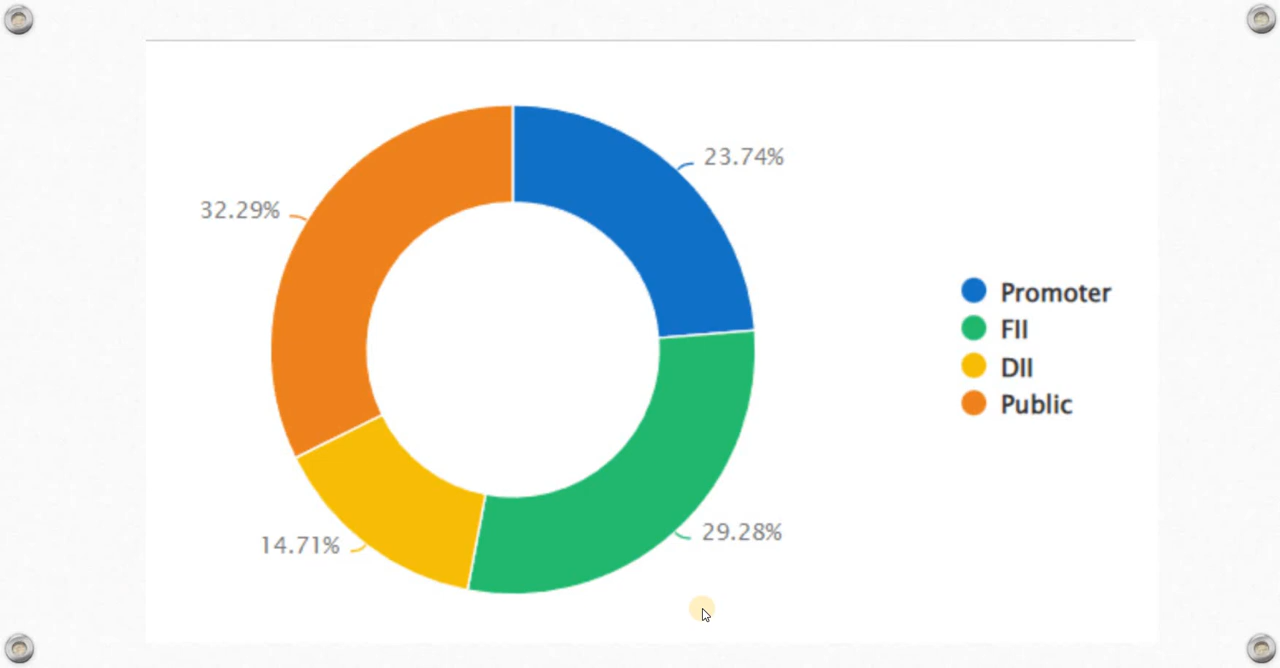 23.74%
32.29%
Promoter
FII
DII
Public
29.28%
14.71%